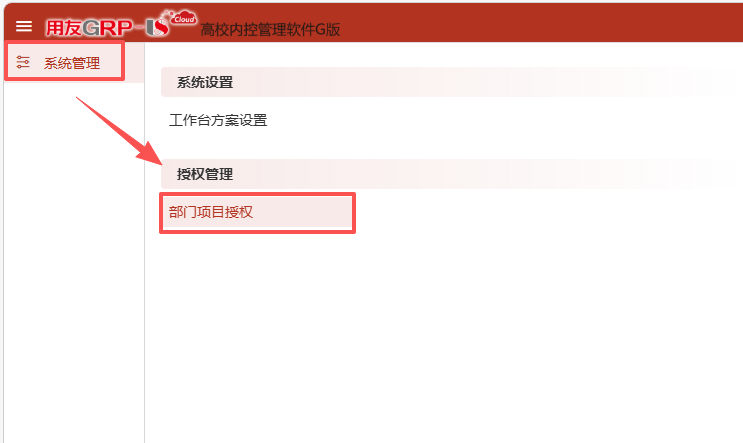 用友GRP-U8 Cloud 高校内控管理软件G版
系统管理
系统设置
工作台方案设置
授权管理
部门项目授权